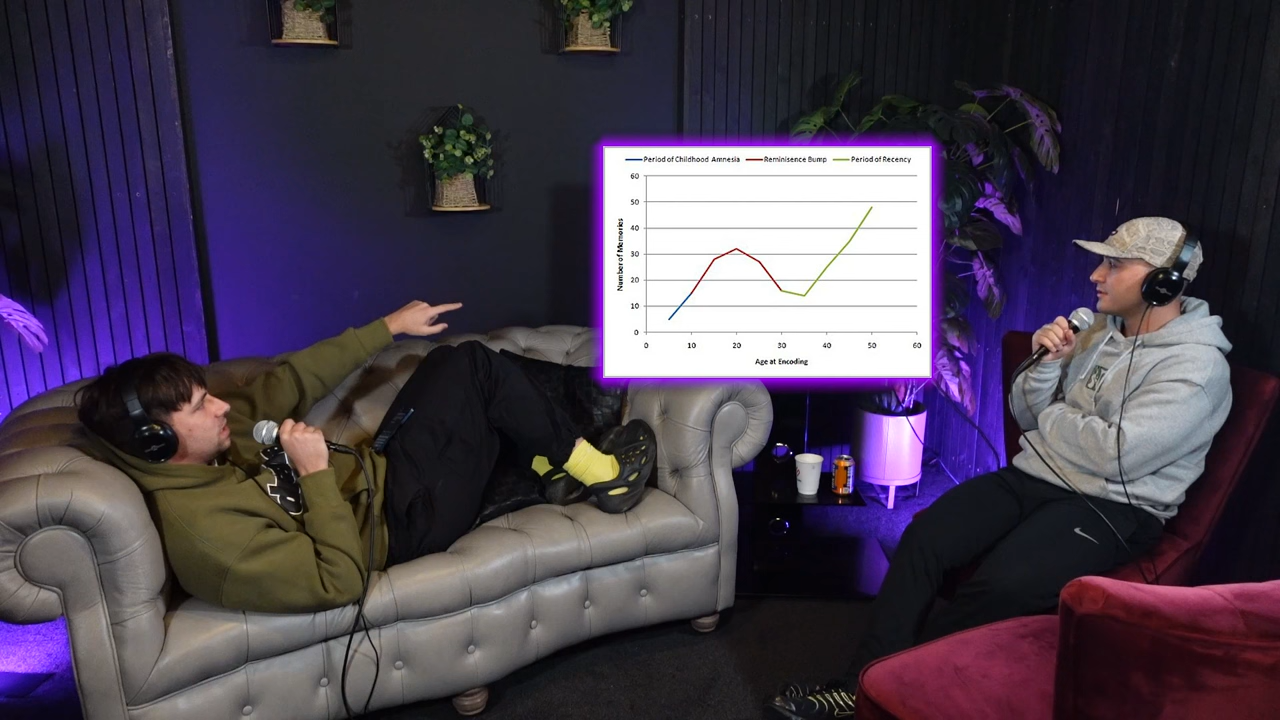 Period of Childhood Amnesia Reminisence Bump Period of Recency
60
50
40
30
20
10
0
Number of Memories
0 10 20 30 40 50 60
Age at Encoding